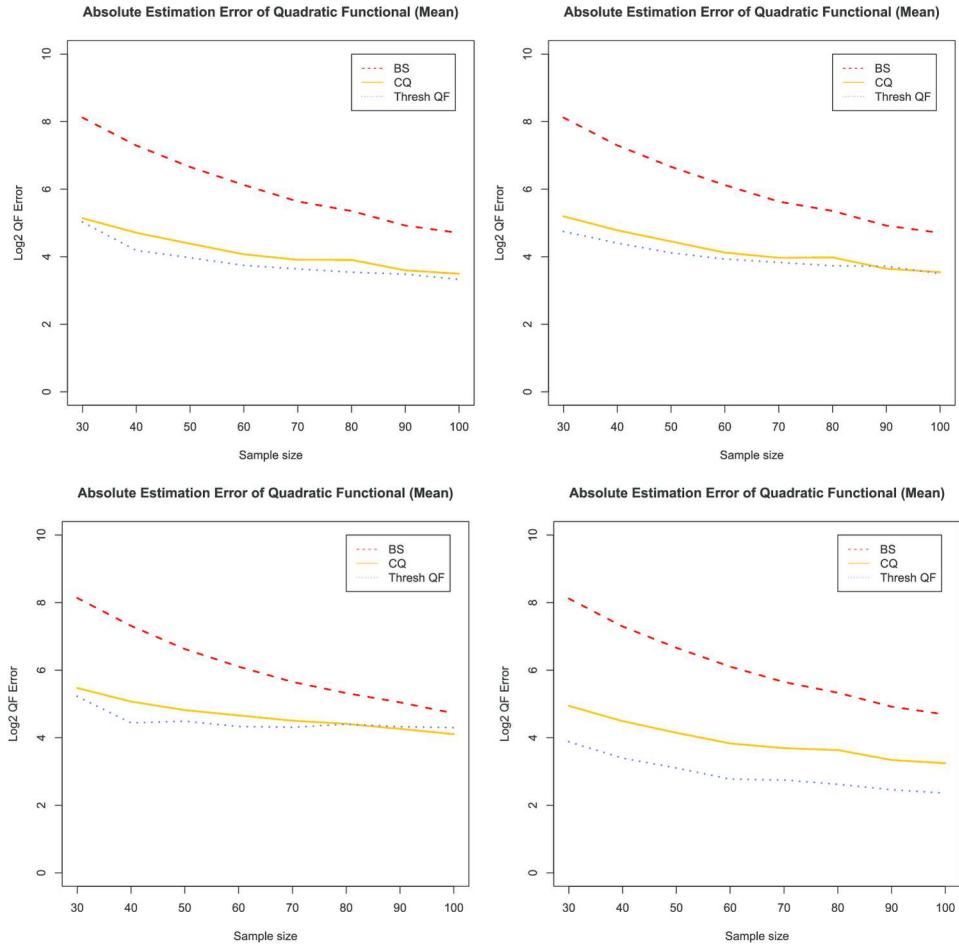 Absolute Estimation Error of Quadratic Functional (Mean)
10
8
6
4
2
0
Log2 QF Error
BS
CQ
Thresh QF
30 40 50 60 70 80 90 100
Sample size
Absolute Estimation Error of Quadratic Functional (Mean)
10
8
6
4
2
0
Log2 QF Error
BS
CQ
Thresh QF
30 40 50 60 70 80 90 100
Sample size
Absolute Estimation Error of Quadratic Functional (Mean)
10
8
6
4
2
0
Log2 QF Error
BS
CQ
Thresh QF
30 40 50 60 70 80 90 100
Sample size
Absolute Estimation Error of Quadratic Functional (Mean)
10
8
6
4
2
0
Log2 QF Error
BS
CQ
Thresh QF
30 40 50 60 70 80 90 100
Sample size